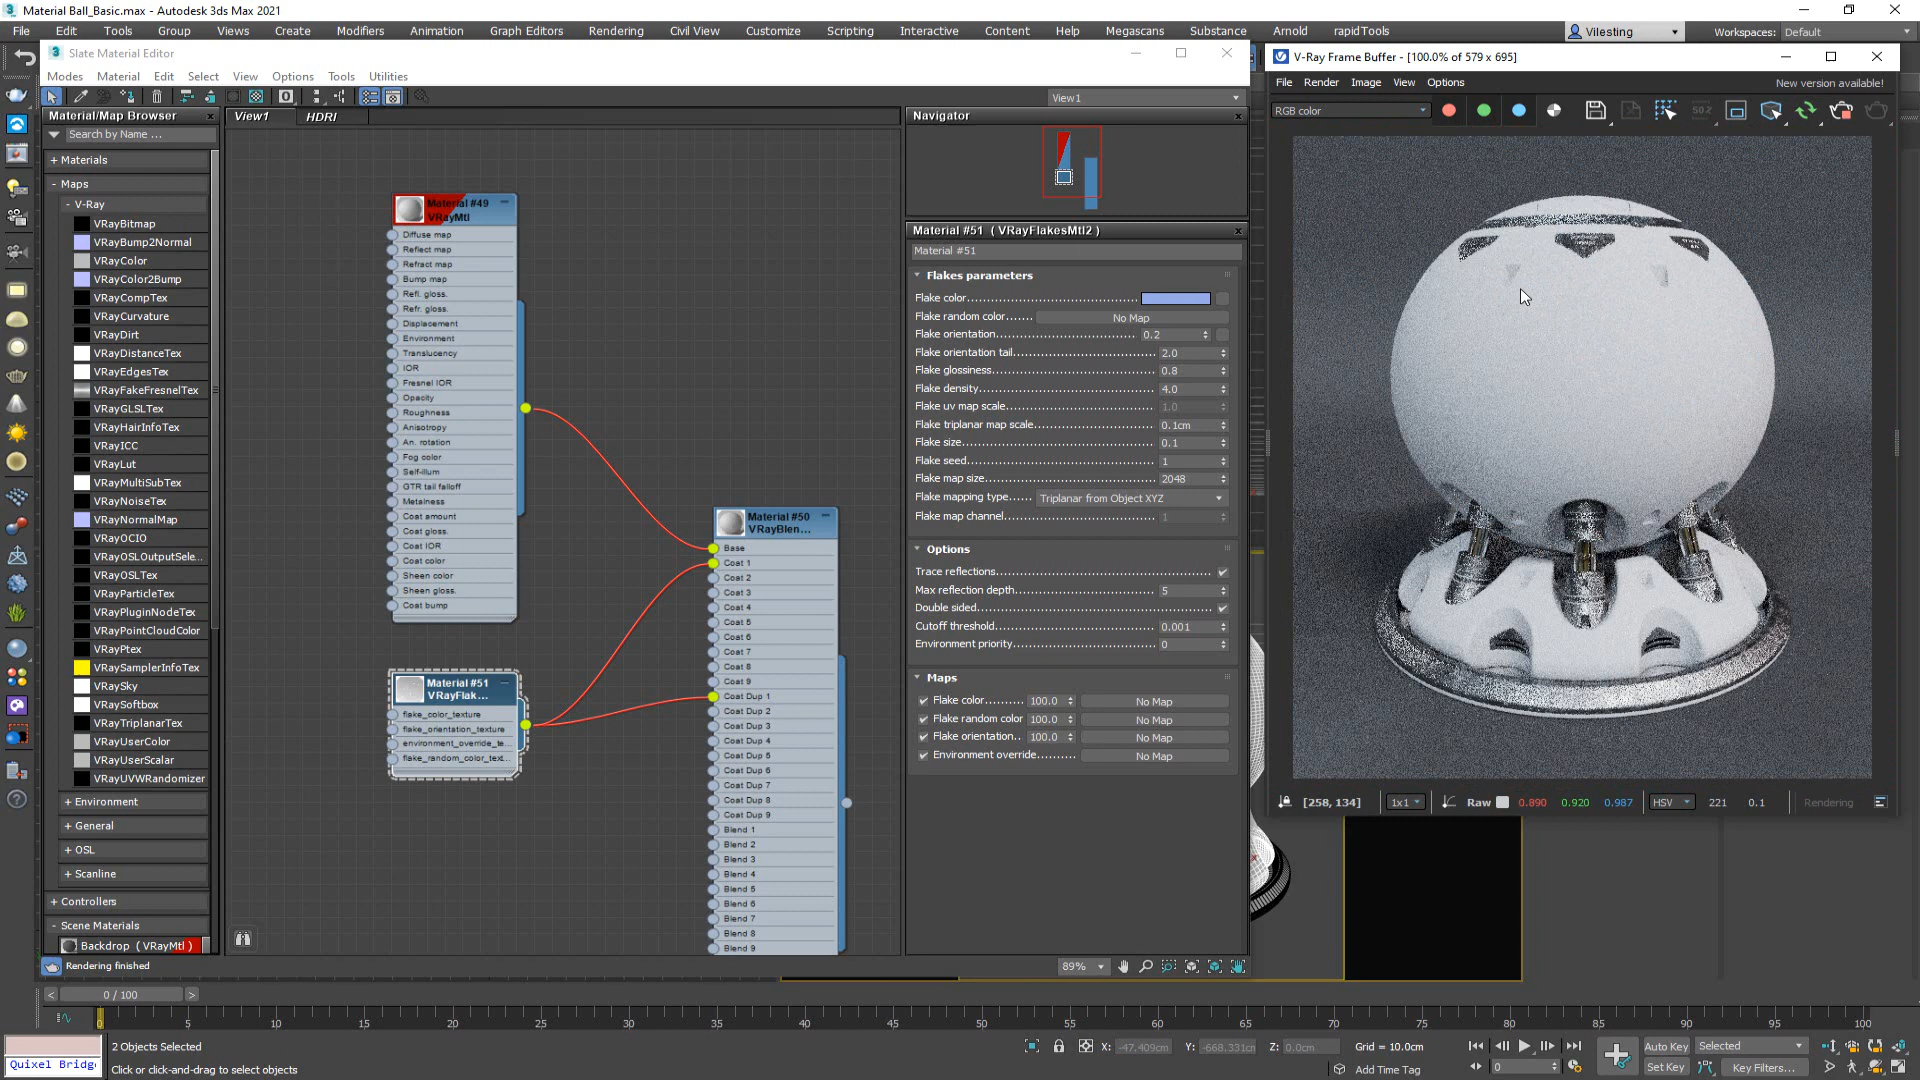 Material Ball_Basic.max - Autodesk 3ds Max 2021
File Edit Tools Group Views Create Modifiers Animation Graph Editors Rendering Civil View Customize Scripting Interactive Content Help Megascans Substance Arnold rapidTools Vilesting Workspaces: Default
Slate Material Editor
Modes Material Edit Select View Options Tools Utilities
View1
Material/Map Browser
Search by Name ...
+ Materials
- Maps
- V-Ray
VRayBitmap
VRayBump2Normal
VRayColor
VRayColor2Bump
VRayCompTex
VRayCurvature
VRayDirt
VRayDistanceTex
VRayEdgesTex
VRayFakeFresnelTex
VRayGLSLTex
VRayHairInfoTex
VRayICC
VRayLut
VRayMultiSubTex
VRayNoiseTex
VRayNormalMap
VRayOCIO
VRayOSLOutputSele...
VRayOSLTex
VRayParticleTex
VRayPluginNodeTex
VRayPointCloudColor
VRayPtex
VRaySamplerInfoTex
VRaySky
VRaySoftbox
VRayTriplanarTex
VRayUserColor
VRayUserScalar
VRayUVWRandomizer
+ Environment
+ General
+ OSL
+ Scanline
+ Controllers
- Scene Materials
Backdrop ( VRayMtl )
Rendering finished
View1 HDRI
Material #49
VRayMtl
Diffuse map
Reflect map
Refract map
Bump map
Refl. gloss.
Refr. gloss.
Displacement
Environment
Translucency
IOR
Fresnel IOR
Opacity
Roughness
Anisotropy
An. rotation
Fog color
Self-illum
GTR tail falloff
Metalness
Coat amount
Coat gloss.
Coat IOR
Coat color
Sheen color
Sheen gloss.
Coat bump
Material #51
VRayFlak...
flake_color_texture
flake_orientation_texture
environment_override_te...
flake_random_color_text...
Material #50
VRayBlen...
Base
Coat 1
Coat 2
Coat 3
Coat 4
Coat 5
Coat 6
Coat 7
Coat 8
Coat 9
Coat Dup 1
Coat Dup 2
Coat Dup 3
Coat Dup 4
Coat Dup 5
Coat Dup 6
Coat Dup 7
Coat Dup 8
Coat Dup 9
Blend 1
Blend 2
Blend 3
Blend 4
Blend 5
Blend 6
Blend 7
Blend 8
Blend 9
Navigator
Material #51 ( VRayFlakesMtl2 )
Material #51
Flakes parameters
Flake color
Flake random color....... No Map
Flake orientation 0.2
Flake orientation tail 2.0
Flake glossiness 0.8
Flake density 4.0
Flake uv map scale 1.0
Flake triplanar map scale 0.1cm
Flake size 0.1
Flake seed 1
Flake map size 2048
Flake mapping type...... Triplanar from Object XYZ
Flake map channel 1
Options
Trace reflections
Max reflection depth 5
Double sided
Cutoff threshold 0.001
Environment priority 0
Maps
Flake color 100.0 No Map
Flake random color 100.0 No Map
Flake orientation.. 100.0 No Map
Environment override No Map
89%
V-Ray Frame Buffer - [100.0% of 579 x 695]
File Render Image View Options New version available!
RGB color
[258, 134] 1x1 Raw 0.890 0.920 0.987 HSV 221 0.1 Rendering
< 0 / 100 >
0 5 10 15 20 25 30 35 40 45 50 55 60 65 70 75 80 85 90 95 100
2 Objects Selected X: -47.409cm Y: -668.331cm Z: 0.0cm Grid = 10.0cm Auto Key Selected
Quixel Bridg
Click or click-and-drag to select objects Add Time Tag 0 Set Key Key Filters...